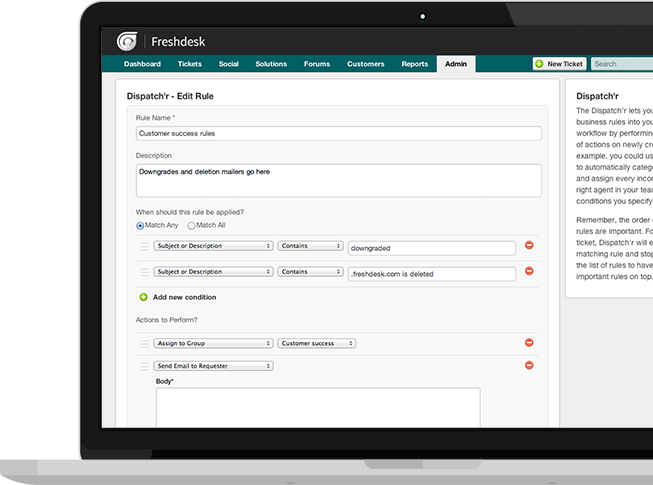 Freshdesk
Dashboard Tickets Social Solutions Forums Customers Reports Admin New Ticket Search
Dispatch'r - Edit Rule
Rule Name *
Customer success rules
Description
Downgrades and deletion mailers go here
When should this rule be applied?
Match Any Match All
Subject or Description Contains downgraded
Subject or Description Contains .freshdesk.com is deleted
Add new condition
Actions to Perform?
Assign to Group Customer success
Send Email to Requester
Body*
Dispatch'r
The Dispatch'r lets you
business rules into you
workflow by performing
of actions on newly cre
example, you could us
to automatically catego
and assign every inco
right agent in your tea
conditions you specify
Remember, the order o
rules are important. Fo
ticket, Dispatch'r will e
matching rule and stop
the list of rules to have
important rules on top.